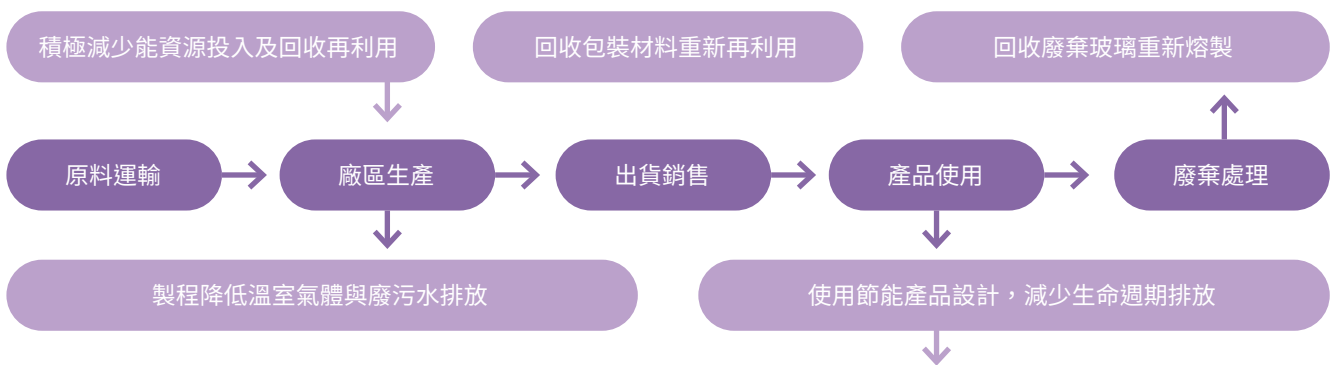 積極減少能資源投入及回收再利用
回收包裝材料重新再利用
回收廢棄玻璃重新熔製
原料運輸
廠區生產
出貨銷售
產品使用
廢棄處理
製程降低溫室氣體與廢污水排放
使用節能產品設計，減少生命週期排放